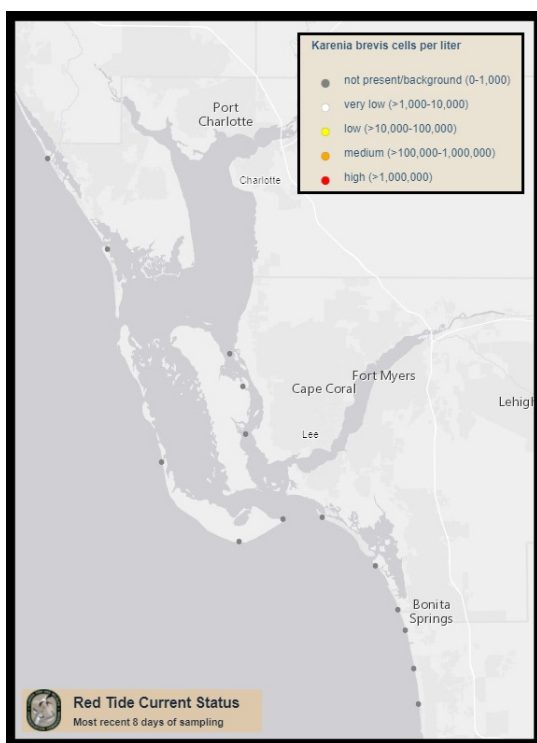 Karenia brevis cells per liter
not present/background (0-1,000)
very low (>1,000-10,000)
low (>10,000-100,000)
medium (>100,000-1,000,000)
high (>1,000,000)
Port
Charlotte
Charlotte
Fort Myers
Cape Coral
Lehigh
Lee
Bonita
Springs
Red Tide Current Status
Most recent 8 days of sampling